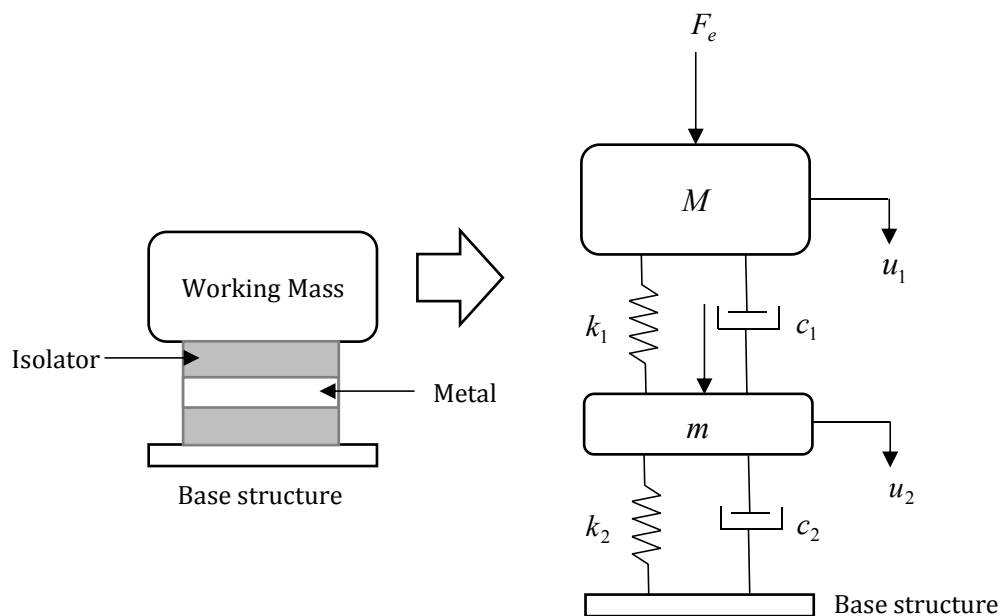 Working Mass
Isolator
Metal
Base structure
F_e
M
u_1
k_1
c_1
m
u_2
k_2
c_2
Base structure